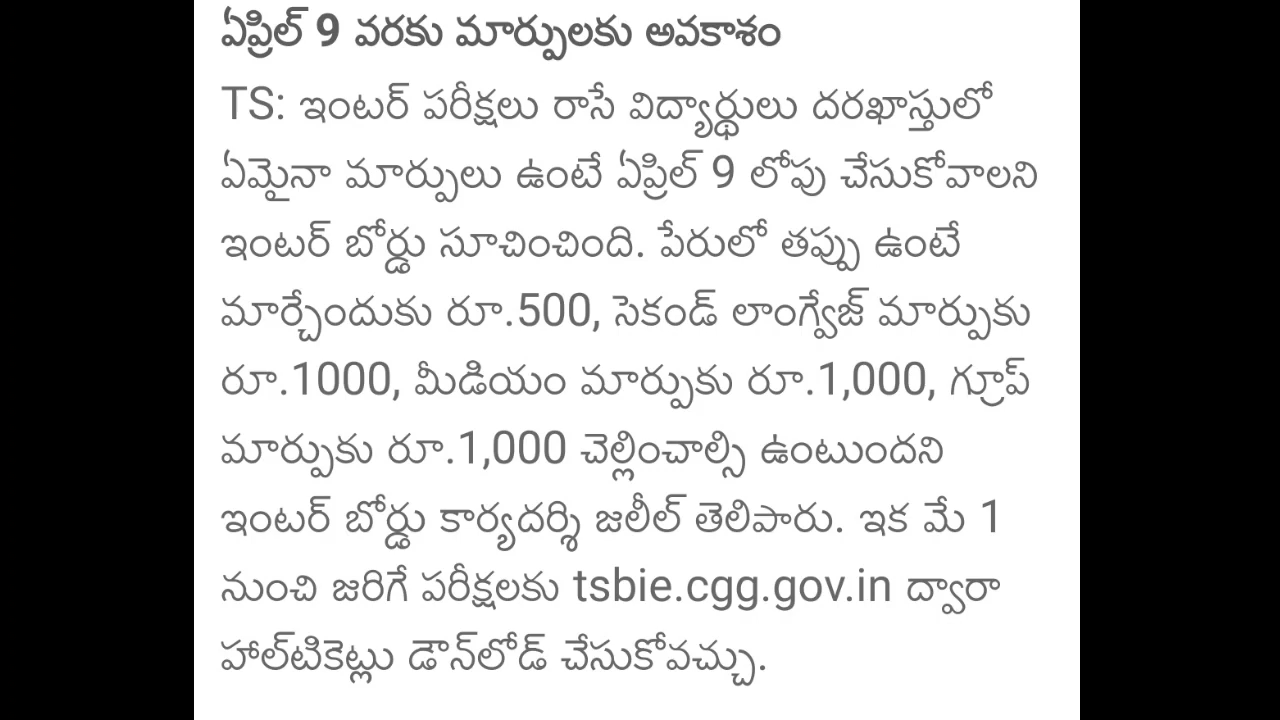 ఏప్రిల్ 9 వరకు మార్పులకు అవకాశం
TS: ఇంటర్ పరీక్షలు రాసే విద్యార్థులు దరఖాస్తులో
ఏమైనా మార్పులు ఉంటే ఏప్రిల్ 9 లోపు చేసుకోవాలని
ఇంటర్ బోర్డు సూచించింది. పేరులో తప్పు ఉంటే
మార్చేందుకు రూ.500, సెకండ్ లాంగ్వేజ్ మార్పుకు
రూ.1000, మీడియం మార్పుకు రూ.1,000, గ్రూప్
మార్పుకు రూ.1,000 చెల్లించాల్సి ఉంటుందని
ఇంటర్ బోర్డు కార్యదర్శి జలీల్ తెలిపారు. ఇక మే 1
నుంచి జరిగే పరీక్షలకు tsbie.cgg.gov.in ద్వారా
హాల్‌టికెట్లు డౌన్‌లోడ్ చేసుకోవచ్చు.